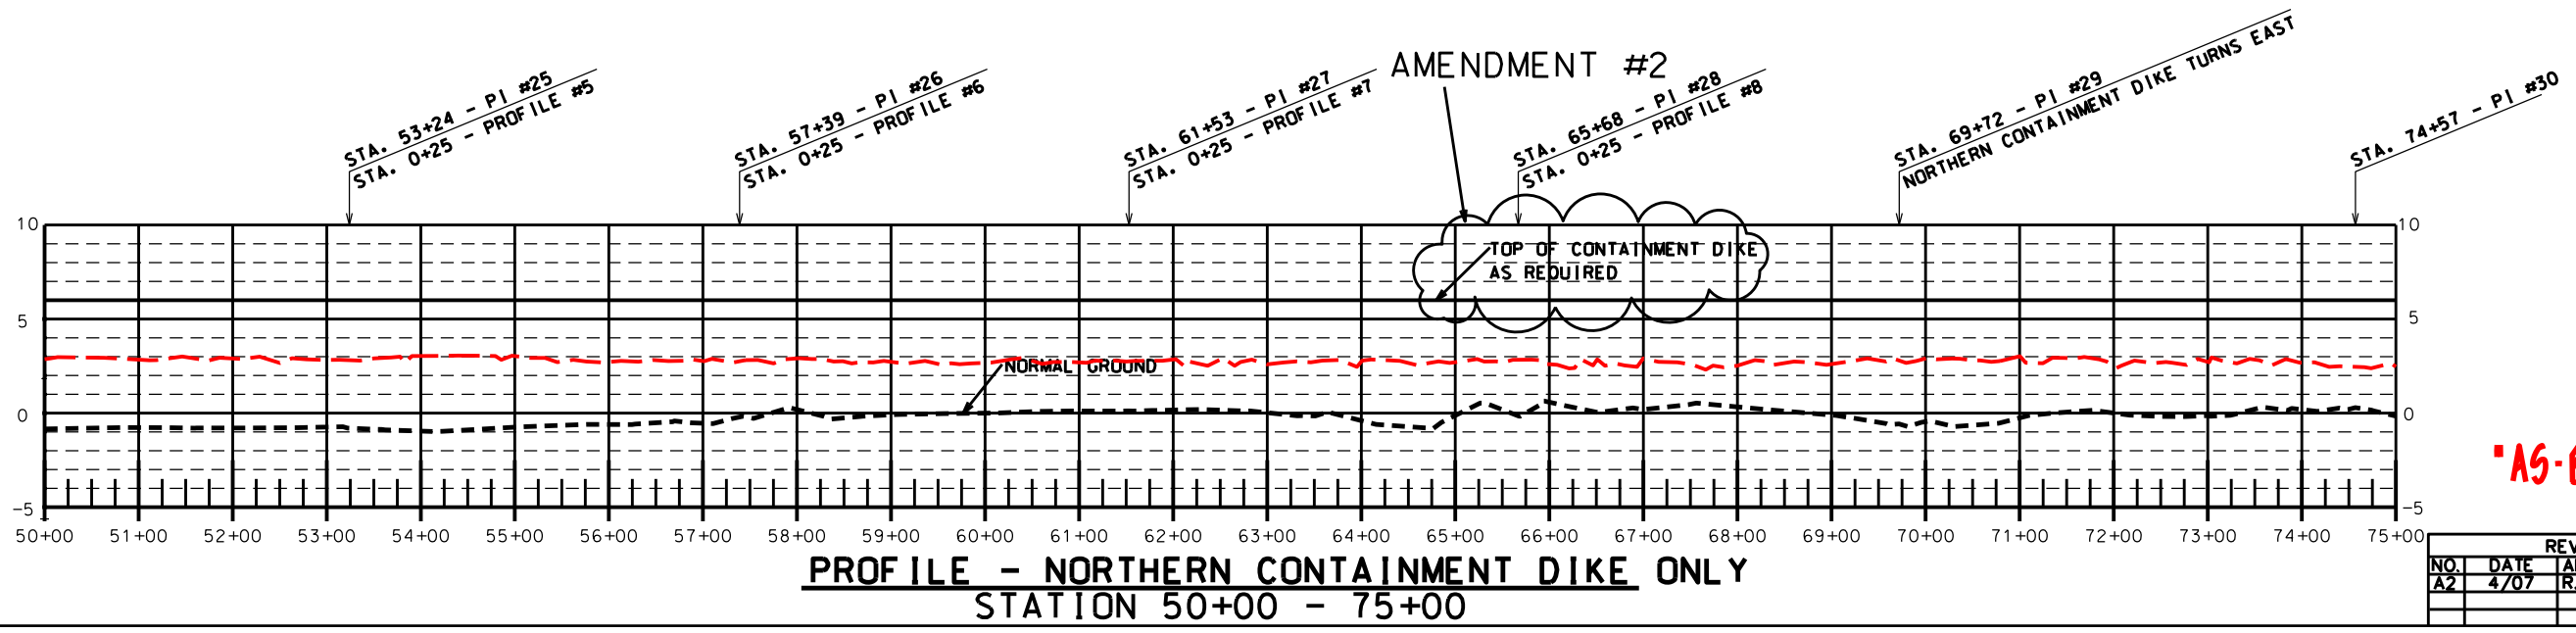 STA. 53+24 - PI #25
STA. 0+25 - PROFILE #5
STA. 57+39 - PI #26
STA. 0+25 - PROFILE #6
STA. 61+53 - PI #27
STA. 0+25 - PROFILE #7
AMENDMENT #2
STA. 65+68 - PI #28
STA. 0+25 - PROFILE #8
STA. 69+72 - PI #29
NORTHERN CONTAINMENT DIKE TURNS EAST
STA. 74+57 - PI #30
10 10
TOP OF CONTAINMENT DIKE
AS REQUIRED
5 5
NORMAL GROUND
0 0
-5 -5
50+00 51+00 52+00 53+00 54+00 55+00 56+00 57+00 58+00 59+00 60+00 61+00 62+00 63+00 64+00 65+00 66+00 67+00 68+00 69+00 70+00 71+00 72+00 73+00 74+00 75+00
PROFILE - NORTHERN CONTAINMENT DIKE ONLY
STATION 50+00 - 75+00
NO. DATE
A2 4/07